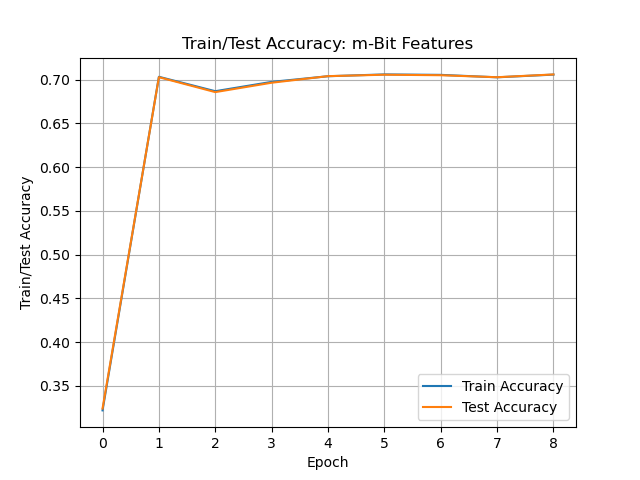 Train/Test Accuracy: m-Bit Features
Train/Test Accuracy
0.70
0.65
0.60
0.55
0.50
0.45
0.40
0.35
Train Accuracy
Test Accuracy
0 1 2 3 4 5 6 7 8
Epoch